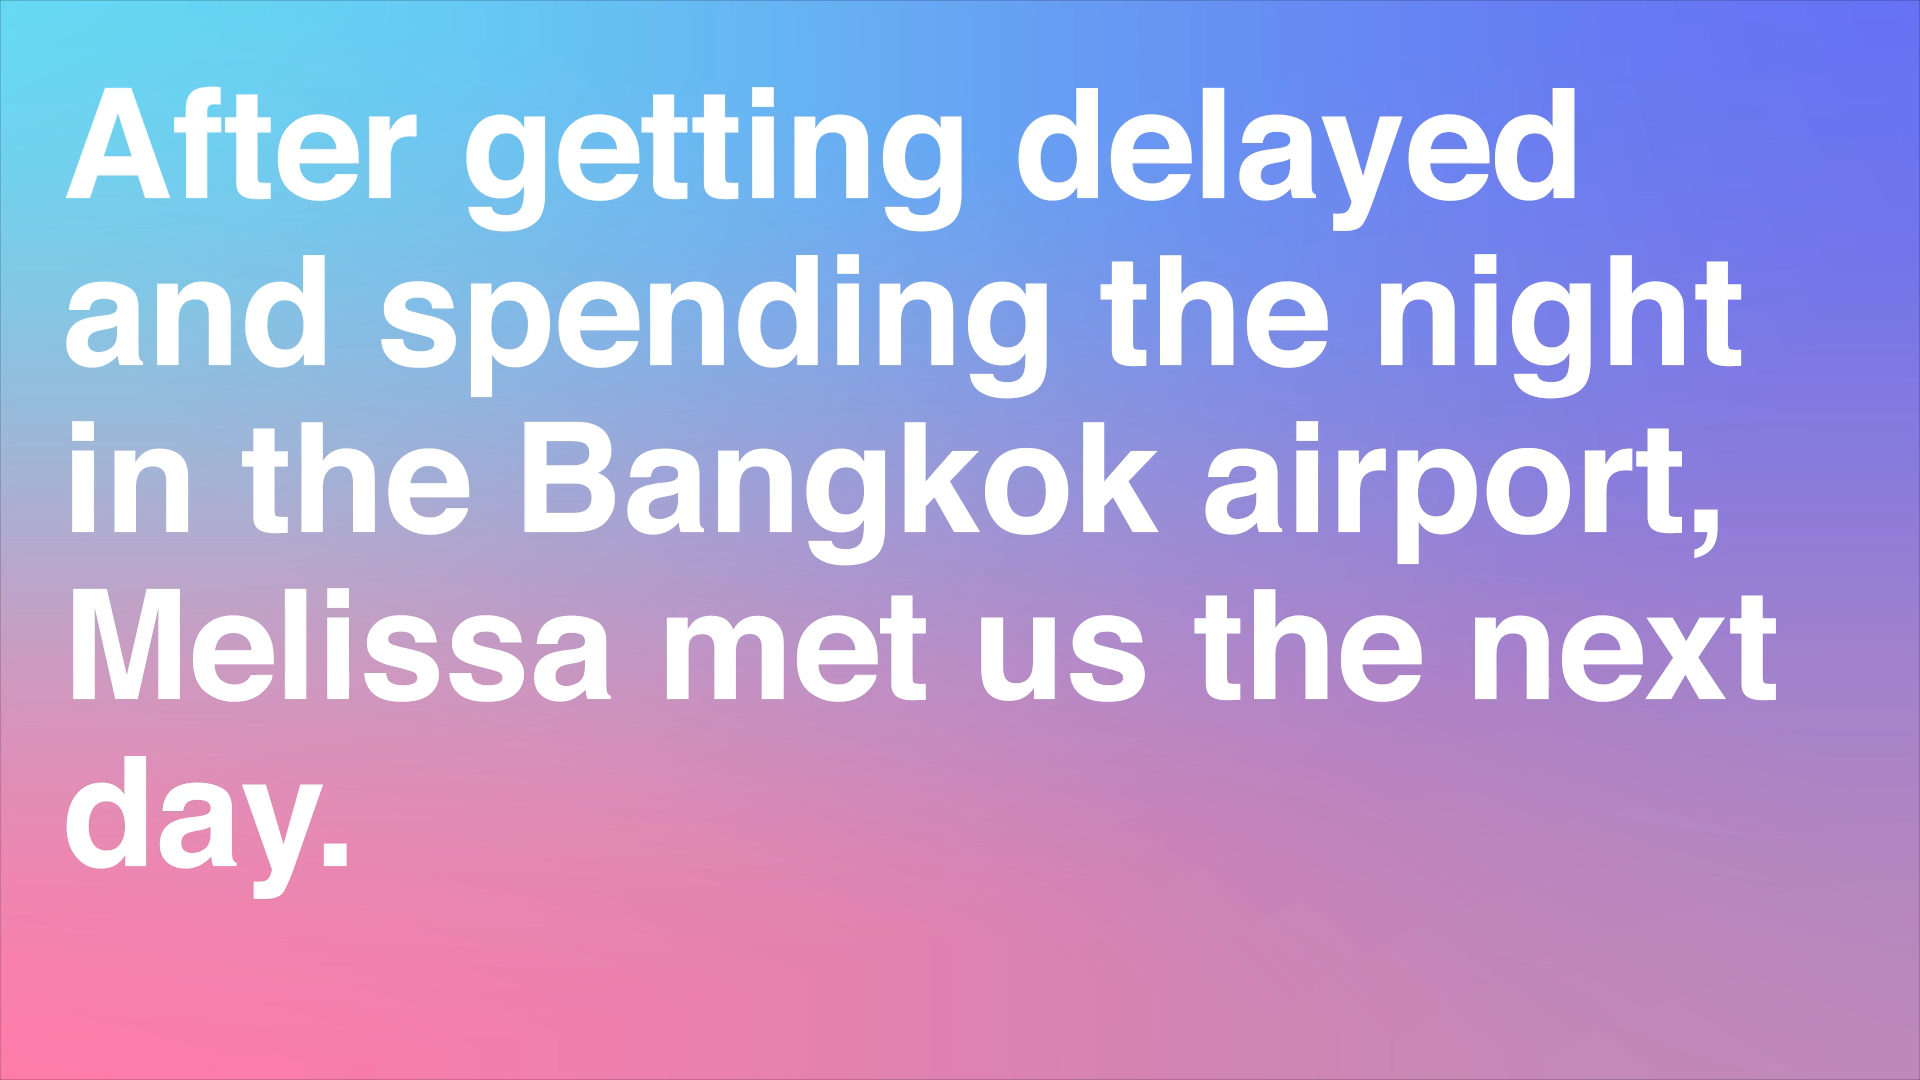 After getting delayed
and spending the night
in the Bangkok airport,
Melissa met us the next
day.